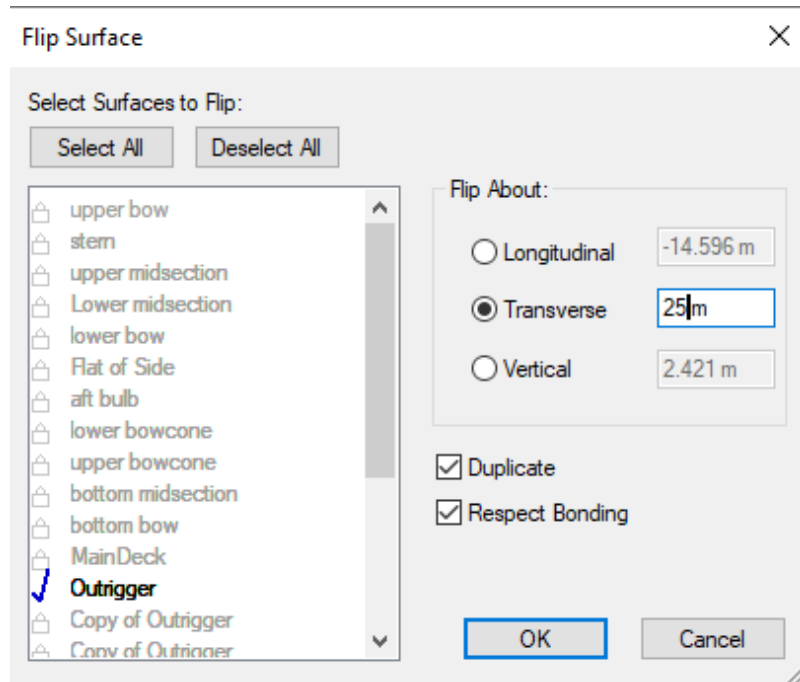 Flip Surface
Select Surfaces to Flip:
Select All
Deselect All
upper bow
stern
upper midsection
Lower midsection
lower bow
Flat of Side
aft bulb
lower bowcone
upper bowcone
bottom midsection
bottom bow
MainDeck
Outrigger
Copy of Outrigger
Copy of Outrigger
Flip About:
Longitudinal -14.596 m
Transverse 25 m
Vertical 2.421 m
Duplicate
Respect Bonding
OK
Cancel